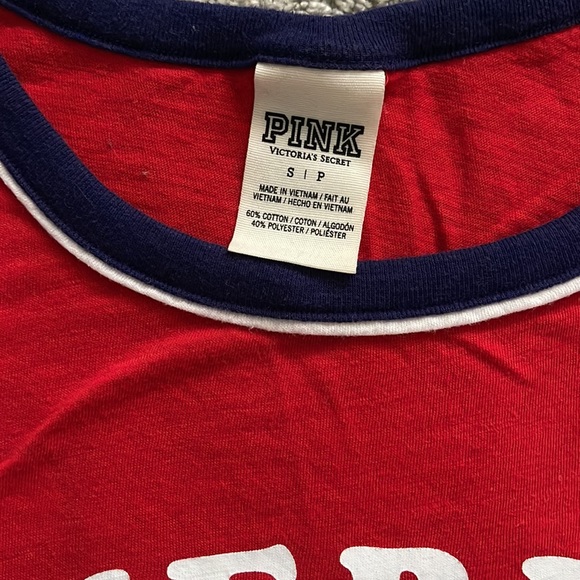 PINK
VICTORIA'S SECRET
S | P
MADE IN VIETNAM / FAIT AU
VIETNAM / HECHO EN VIETNAM
60% COTTON / COTON / ALGODÓN
40% POLYESTER / POLIÉSTER